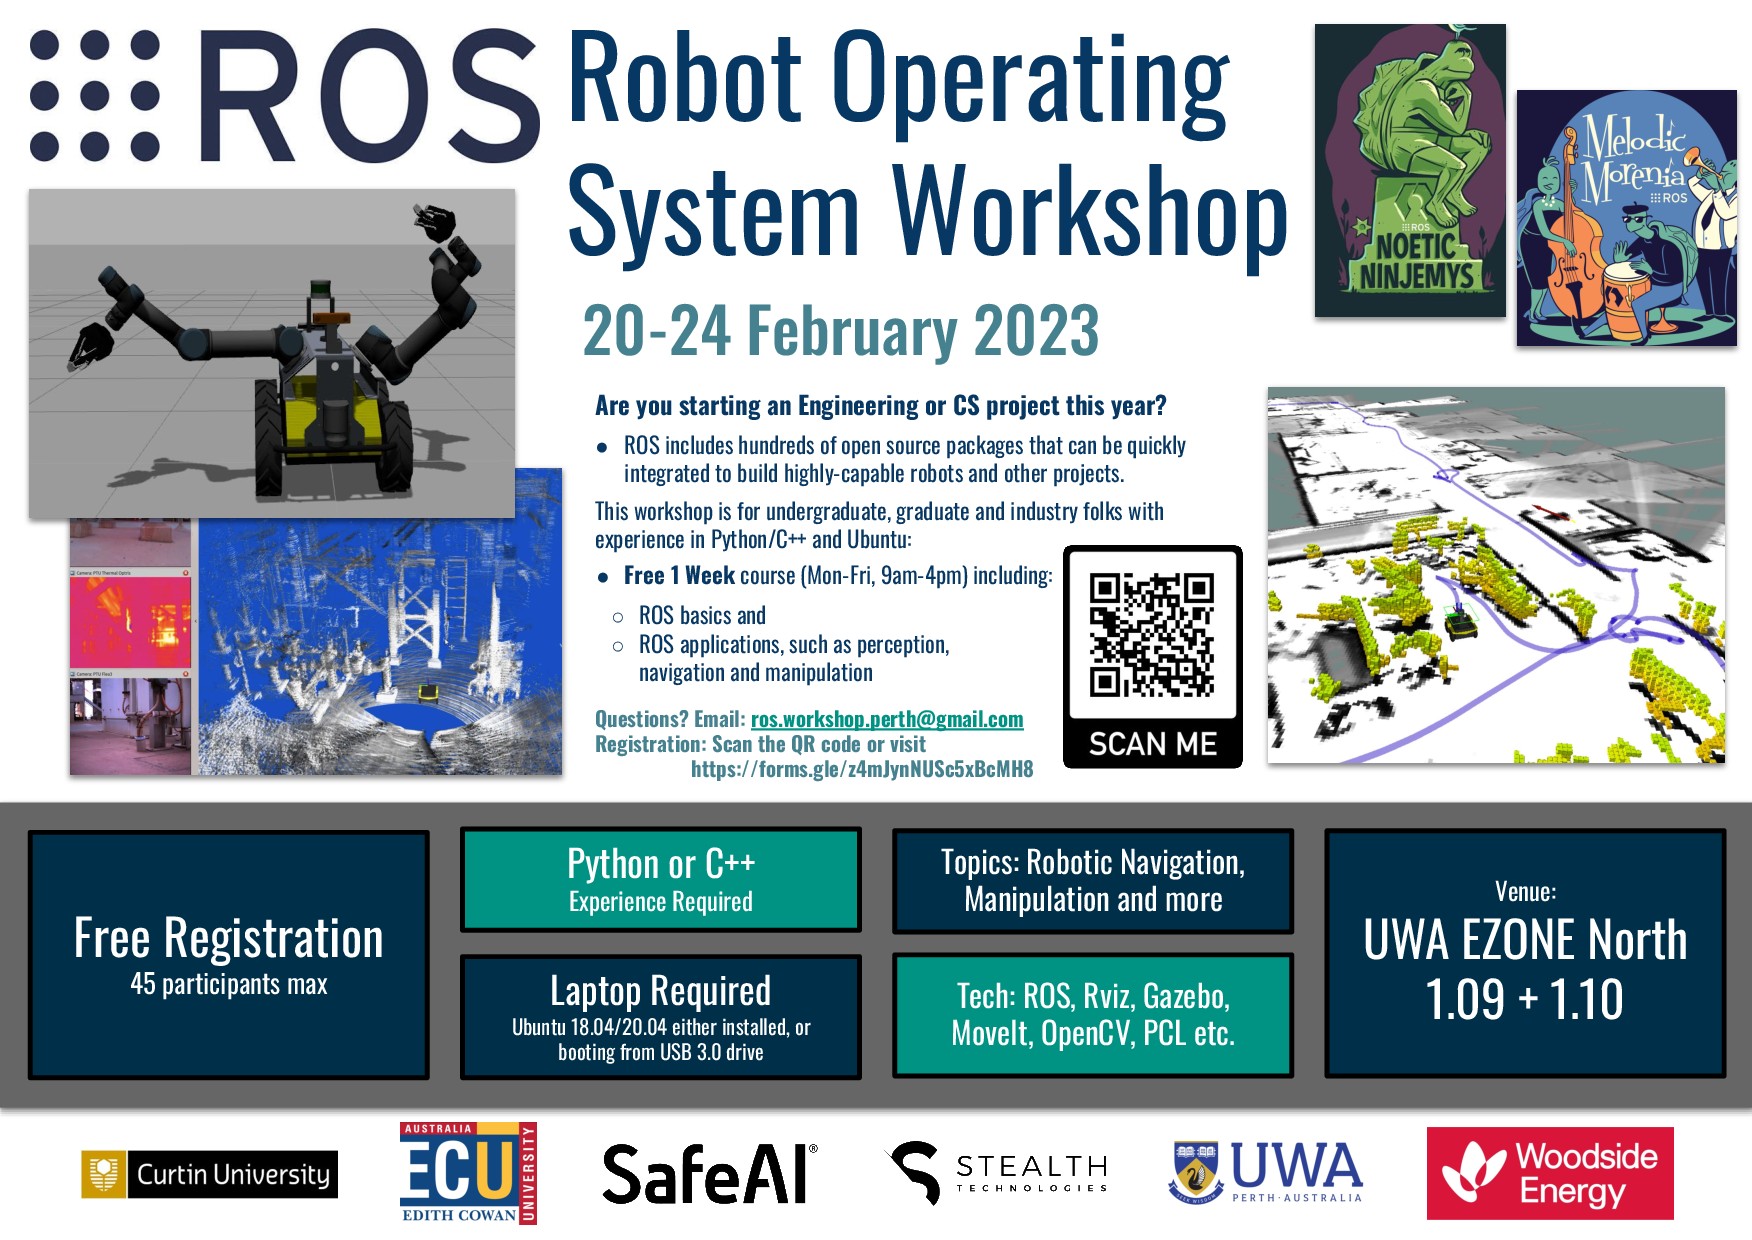 ROS
Robot Operating
System Workshop
20-24 February 2023
ROS
NOETIC
NINJEMYS
Melodic
Morenia
ROS
Are you starting an Engineering or CS project this year?
● ROS includes hundreds of open source packages that can be quickly
integrated to build highly-capable robots and other projects.
This workshop is for undergraduate, graduate and industry folks with
experience in Python/C++ and Ubuntu:
● Free 1 Week course (Mon-Fri, 9am-4pm) including:
○ ROS basics and
○ ROS applications, such as perception,
navigation and manipulation
Questions? Email: ros.workshop.perth@gmail.com
Registration: Scan the QR code or visit
https://forms.gle/z4mJynNUSc5xBcMH8
SCAN ME
Free Registration
45 participants max
Python or C++
Experience Required
Laptop Required
Ubuntu 18.04/20.04 either installed, or
booting from USB 3.0 drive
Topics: Robotic Navigation,
Manipulation and more
Tech: ROS, Rviz, Gazebo,
MoveIt, OpenCV, PCL etc.
Venue:
UWA EZONE North
1.09 + 1.10
Curtin University
AUSTRALIA
ECU
UNIVERSITY
EDITH COWAN
SafeAI®
STEALTH
TECHNOLOGIES
UWA
PERTH·AUSTRALIA
Woodside
Energy